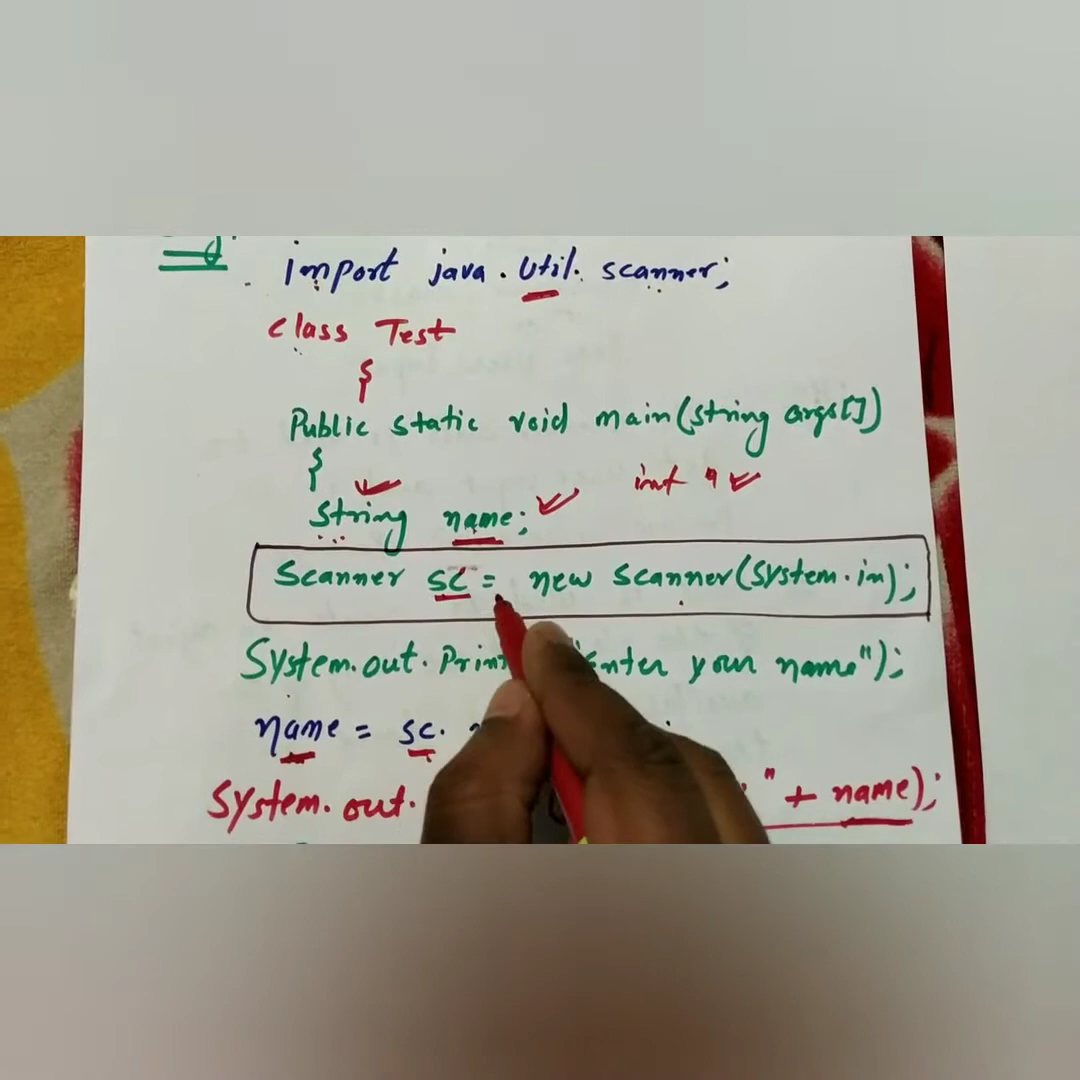 import java.util.scanner;
class Test
{
Public static void main(String args[])
{
int a
String name;
Scanner sc = new Scanner(System.in);
System.out.Prin Enter your name");
name = sc.
System.out. " + name);